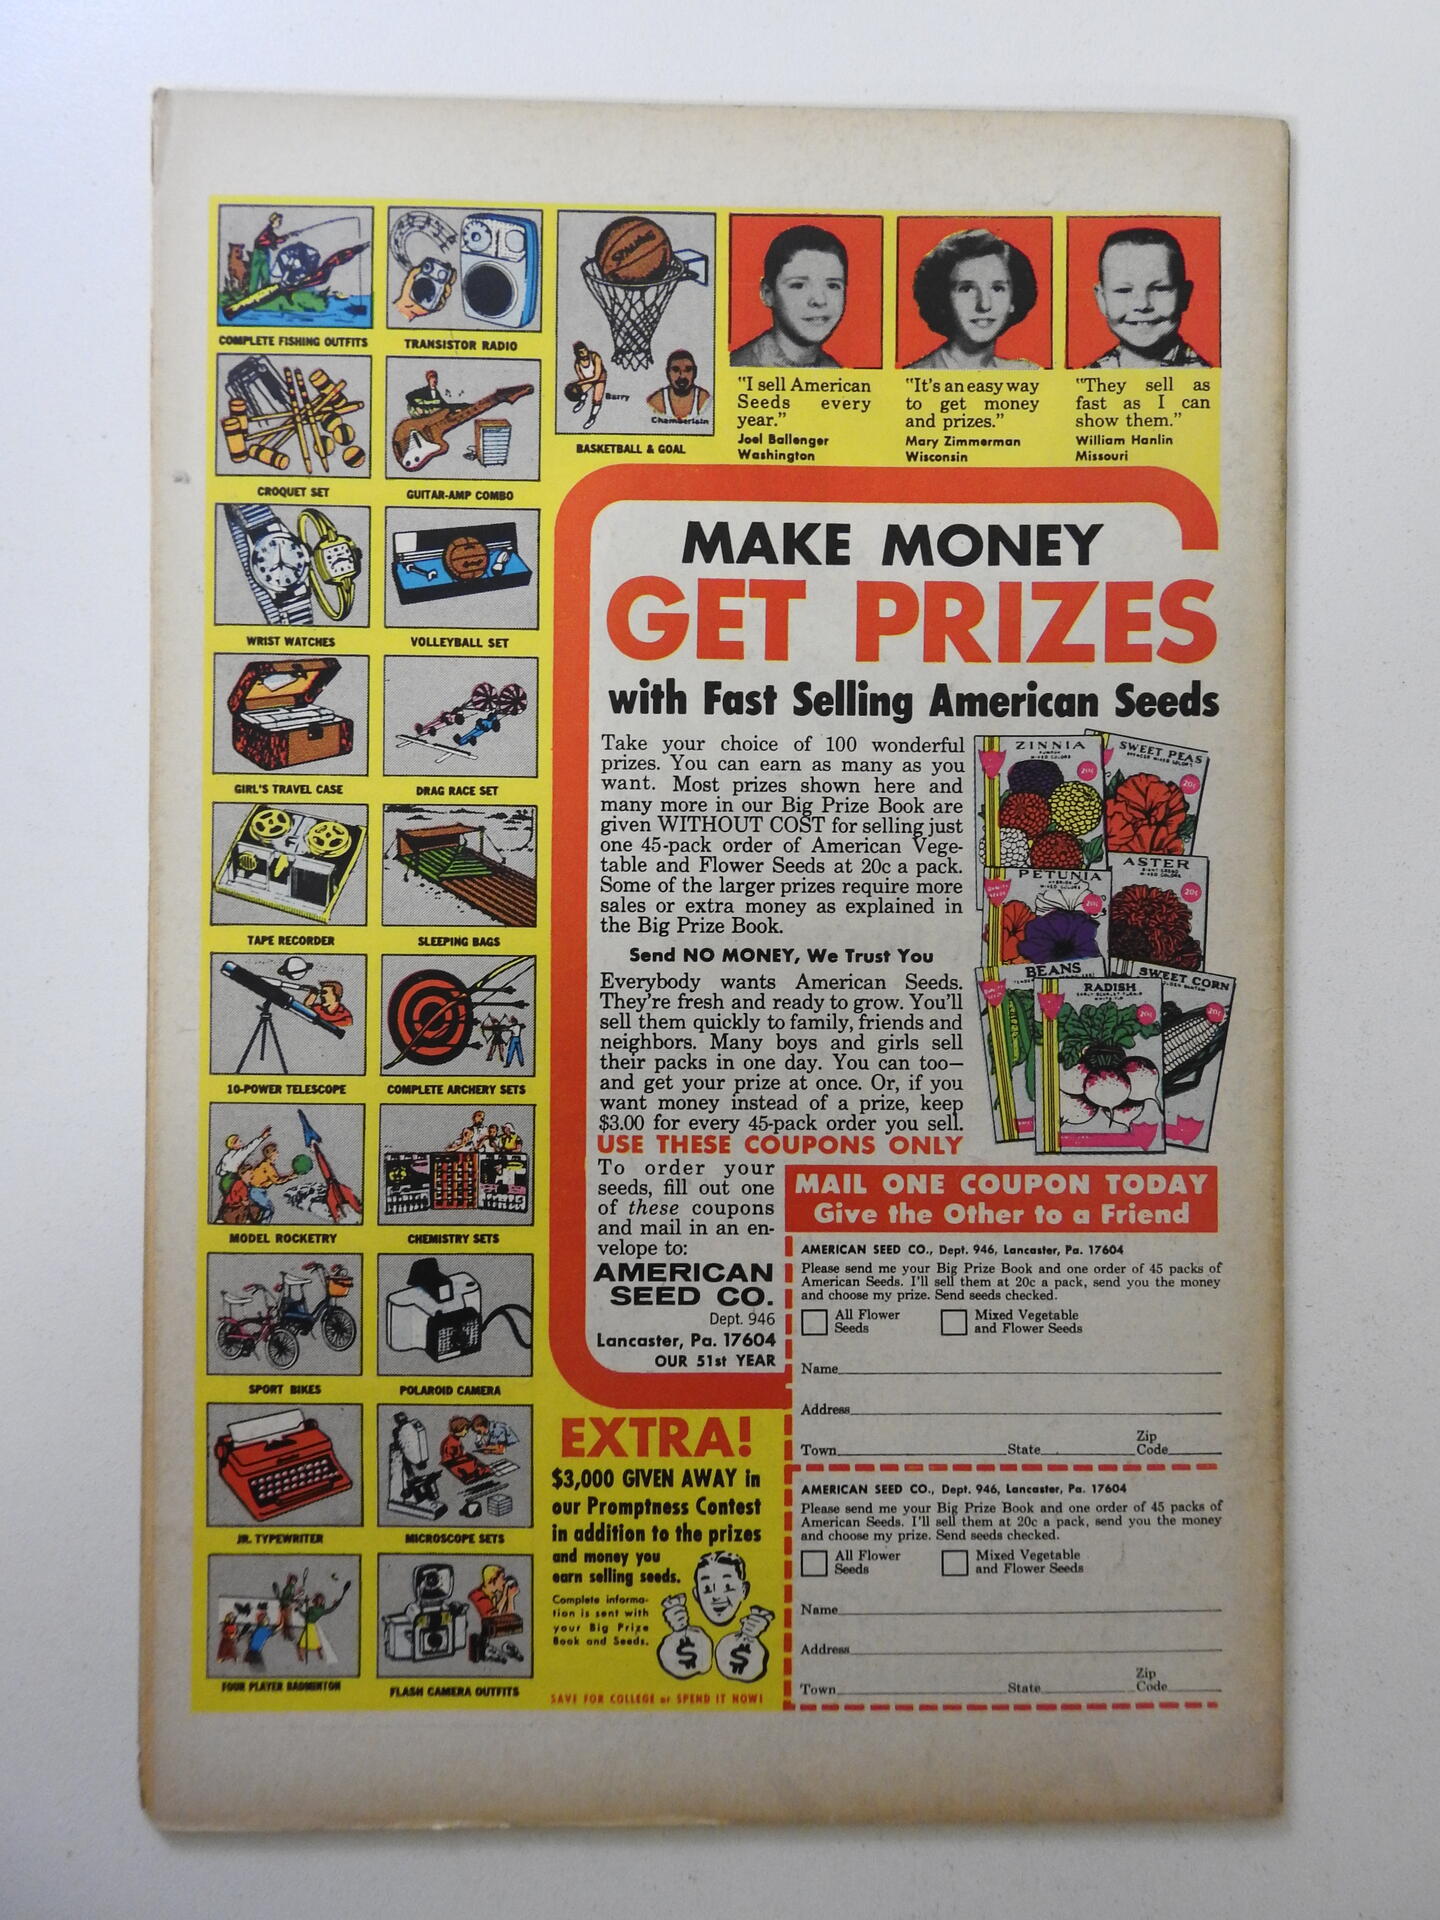 COMPLETE FISHING OUTFITS
TRANSISTOR RADIO
SPALDING
Barry
Chamberlain
BASKETBALL & GOAL
"I sell American
Seeds every
year."
Joel Ballenger
Washington
"It's an easy way
to get money
and prizes."
Mary Zimmerman
Wisconsin
"They sell as
fast as I can
show them."
William Hanlin
Missouri
CROQUET SET
GUITAR-AMP COMBO
WRIST WATCHES
VOLLEYBALL SET
GIRL'S TRAVEL CASE
DRAG RACE SET
TAPE RECORDER
SLEEPING BAGS
10-POWER TELESCOPE
COMPLETE ARCHERY SETS
MODEL ROCKETRY
CHEMISTRY SETS
SPORT BIKES
POLAROID CAMERA
JR. TYPEWRITER
MICROSCOPE SETS
FOUR PLAYER BADMINTON
FLASH CAMERA OUTFITS
MAKE MONEY
GET PRIZES
with Fast Selling American Seeds
Take your choice of 100 wonderful
prizes. You can earn as many as you
want. Most prizes shown here and
many more in our Big Prize Book are
given WITHOUT COST for selling just
one 45-pack order of American Vege-
table and Flower Seeds at 20c a pack.
Some of the larger prizes require more
sales or extra money as explained in
the Big Prize Book.
Send NO MONEY, We Trust You
Everybody wants American Seeds.
They're fresh and ready to grow. You'll
sell them quickly to family, friends and
neighbors. Many boys and girls sell
their packs in one day. You can too—
and get your prize at once. Or, if you
want money instead of a prize, keep
$3.00 for every 45-pack order you sell.
USE THESE COUPONS ONLY
ZINNIA
MIXED COLORS
20¢
SWEET PEAS
MIXED COLORS
20¢
PETUNIA
MIXED COLORS
20¢
ASTER
MIXED COLORS
20¢
BEANS
SWEET CORN
20¢
RADISH
20¢
To order your
seeds, fill out one
of these coupons
and mail in an en-
velope to:
AMERICAN
SEED CO.
Dept. 946
Lancaster, Pa. 17604
OUR 51st YEAR
MAIL ONE COUPON TODAY
Give the Other to a Friend
AMERICAN SEED CO., Dept. 946, Lancaster, Pa. 17604
Please send me your Big Prize Book and one order of 45 packs of
American Seeds. I'll sell them at 20c a pack, send you the money
and choose my prize. Send seeds checked.
All Flower
Seeds
Mixed Vegetable
and Flower Seeds
Name
Address
Town State Zip Code
AMERICAN SEED CO., Dept. 946, Lancaster, Pa. 17604
Please send me your Big Prize Book and one order of 45 packs of
American Seeds. I'll sell them at 20c a pack, send you the money
and choose my prize. Send seeds checked.
All Flower
Seeds
Mixed Vegetable
and Flower Seeds
Name
Address
Town State Zip Code
EXTRA!
$3,000 GIVEN AWAY in
our Promptness Contest
in addition to the prizes
and money you
earn selling seeds.
Complete informa-
tion is sent with
your Big Prize
Book and Seeds.
$ $
SAVE FOR COLLEGE or SPEND IT NOW!